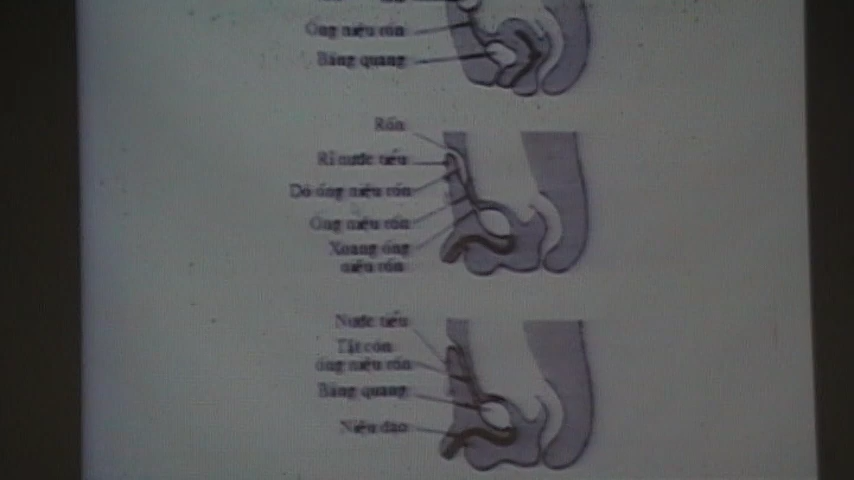 Ống niệu rốn
Bàng quang
Rốn
Rỉ nước tiểu
Dò ống niệu rốn
Ống niệu rốn
Xoang ống
niệu rốn
Nước tiểu
Tật còn
ống niệu rốn
Bàng quang
Niệu đạo